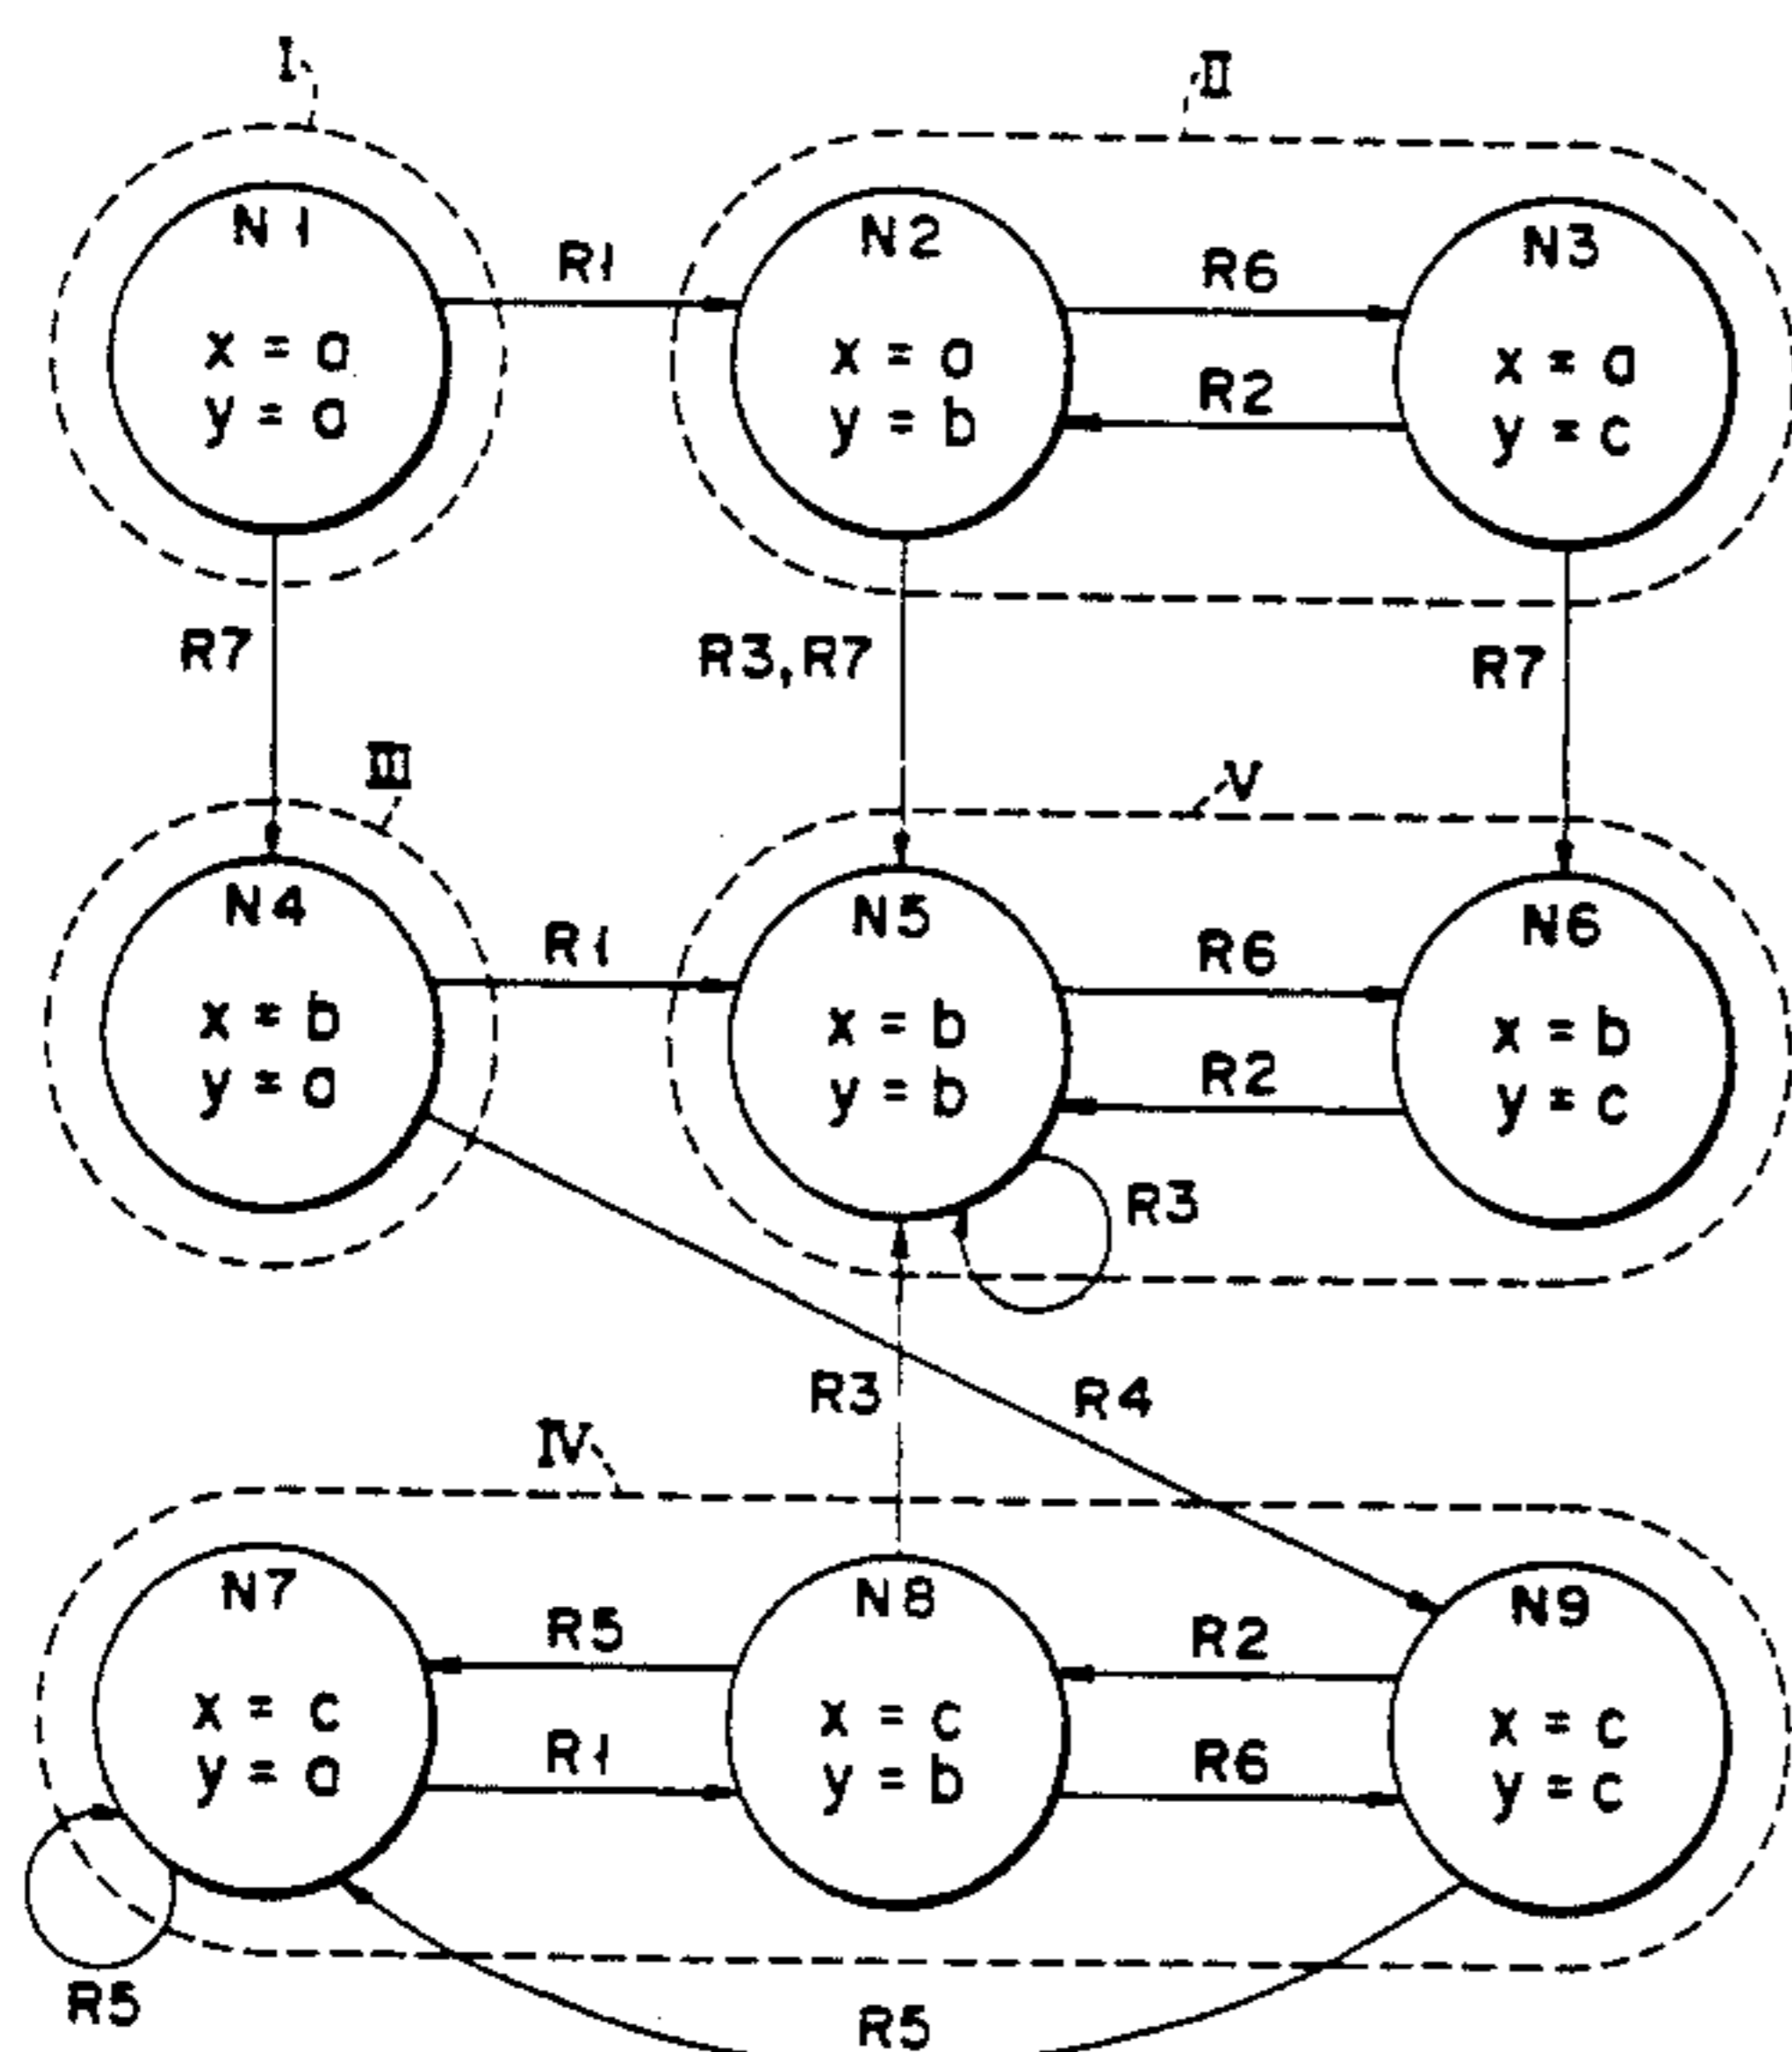 I
II
N1
x = a
y = a
R1
N2
x = a
y = b
R6
R2
N3
x = a
y = c
R7
R3,R7
R7
III
V
N4
x = b
y = a
R1
N5
x = b
y = b
R6
R2
N6
x = b
y = c
R3
R3
R4
IV
N7
x = c
y = a
R5
R1
N8
x = c
y = b
R2
R6
N9
x = c
y = c
R5
R5